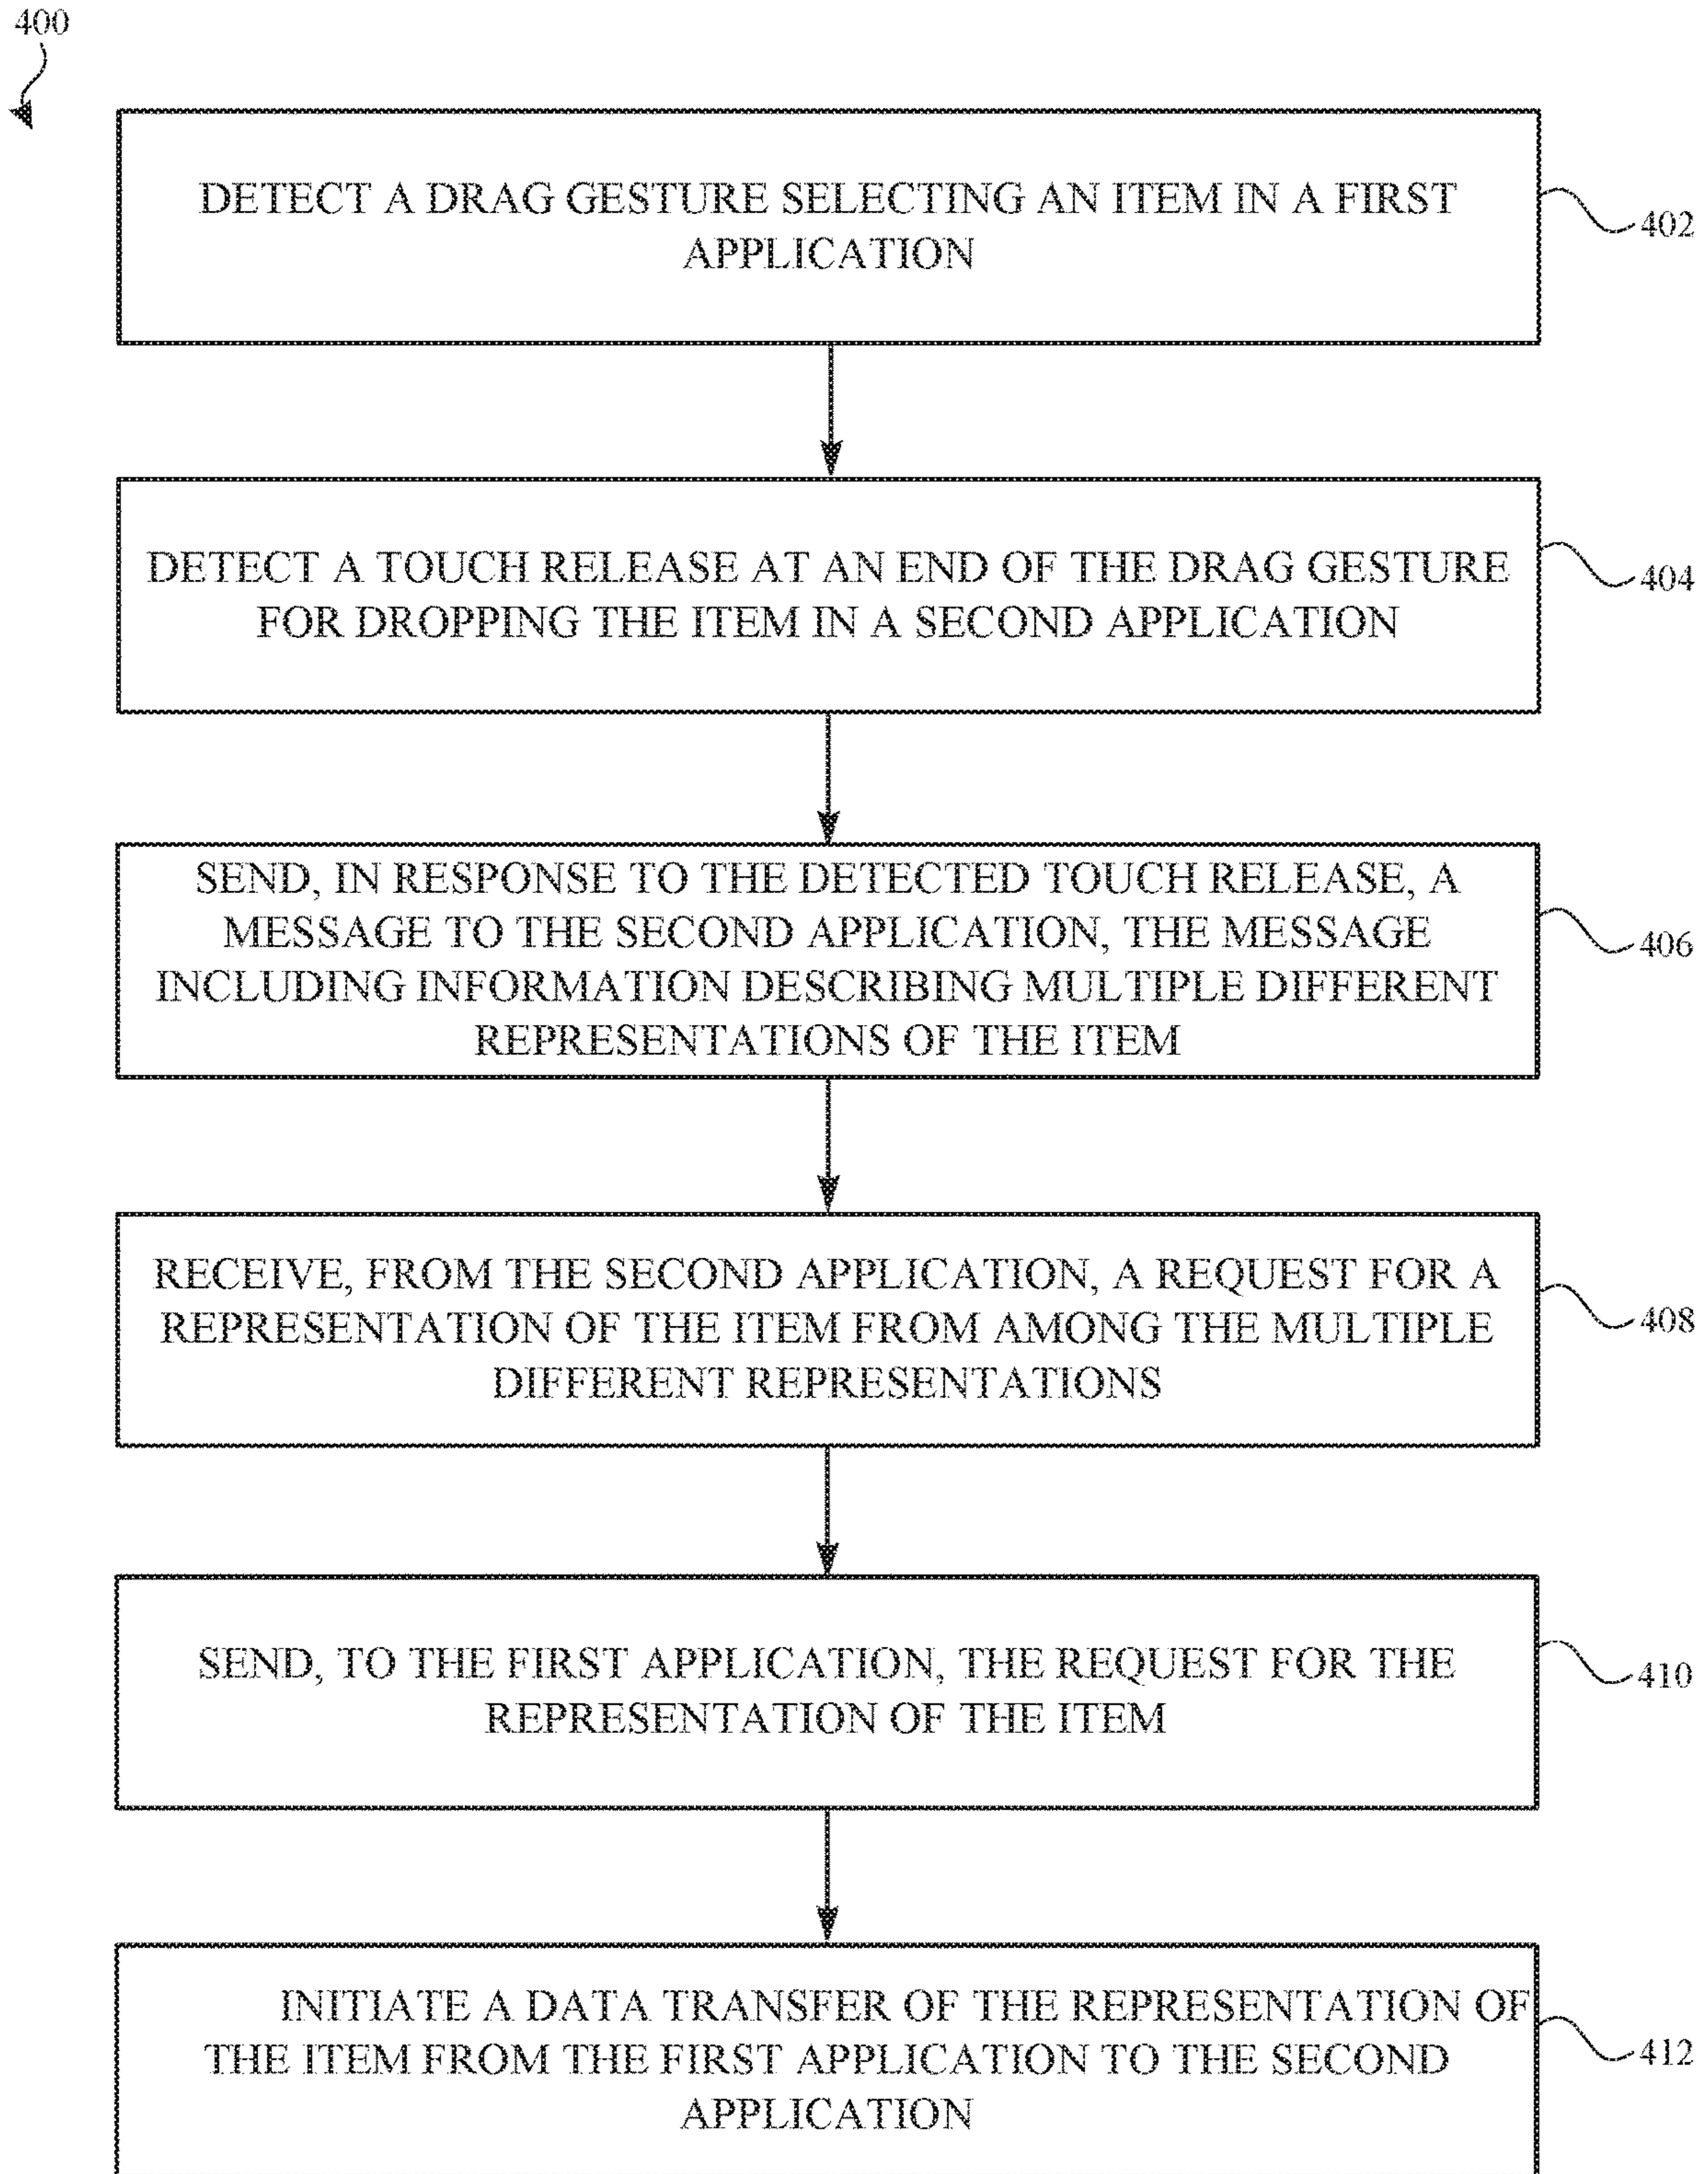 400
DETECT A DRAG GESTURE SELECTING AN ITEM IN A FIRST
APPLICATION
402
DETECT A TOUCH RELEASE AT AN END OF THE DRAG GESTURE
FOR DROPPING THE ITEM IN A SECOND APPLICATION
404
SEND, IN RESPONSE TO THE DETECTED TOUCH RELEASE, A
MESSAGE TO THE SECOND APPLICATION, THE MESSAGE
INCLUDING INFORMATION DESCRIBING MULTIPLE DIFFERENT
REPRESENTATIONS OF THE ITEM
406
RECEIVE, FROM THE SECOND APPLICATION, A REQUEST FOR A
REPRESENTATION OF THE ITEM FROM AMONG THE MULTIPLE
DIFFERENT REPRESENTATIONS
408
SEND, TO THE FIRST APPLICATION, THE REQUEST FOR THE
REPRESENTATION OF THE ITEM
410
INITIATE A DATA TRANSFER OF THE REPRESENTATION OF
THE ITEM FROM THE FIRST APPLICATION TO THE SECOND
APPLICATION
412